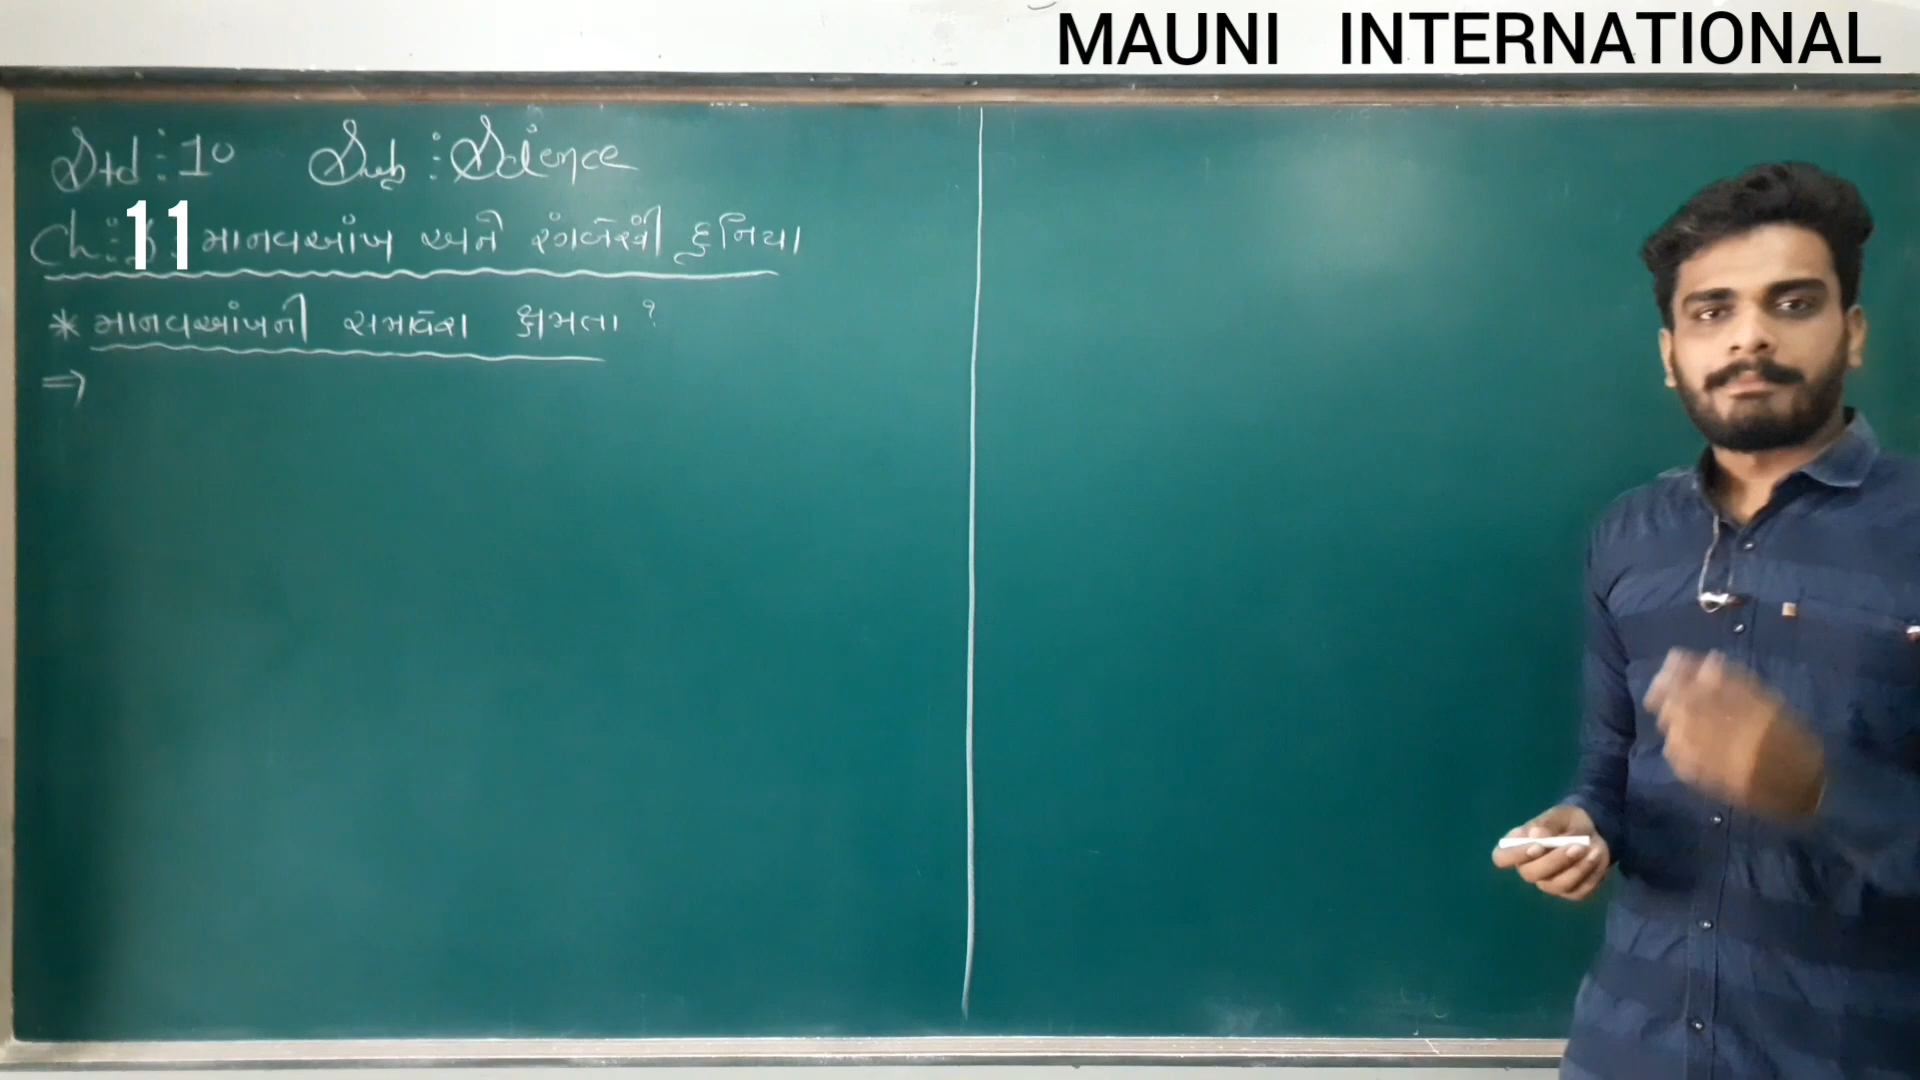 MAUNI INTERNATIONAL
Std : 10 Sub : Science
Ch : 11 માનવઆંખ અને રંગબેરંગી દુનિયા
* માનવઆંખની સમાવેશ ક્ષમતા ?
⇒